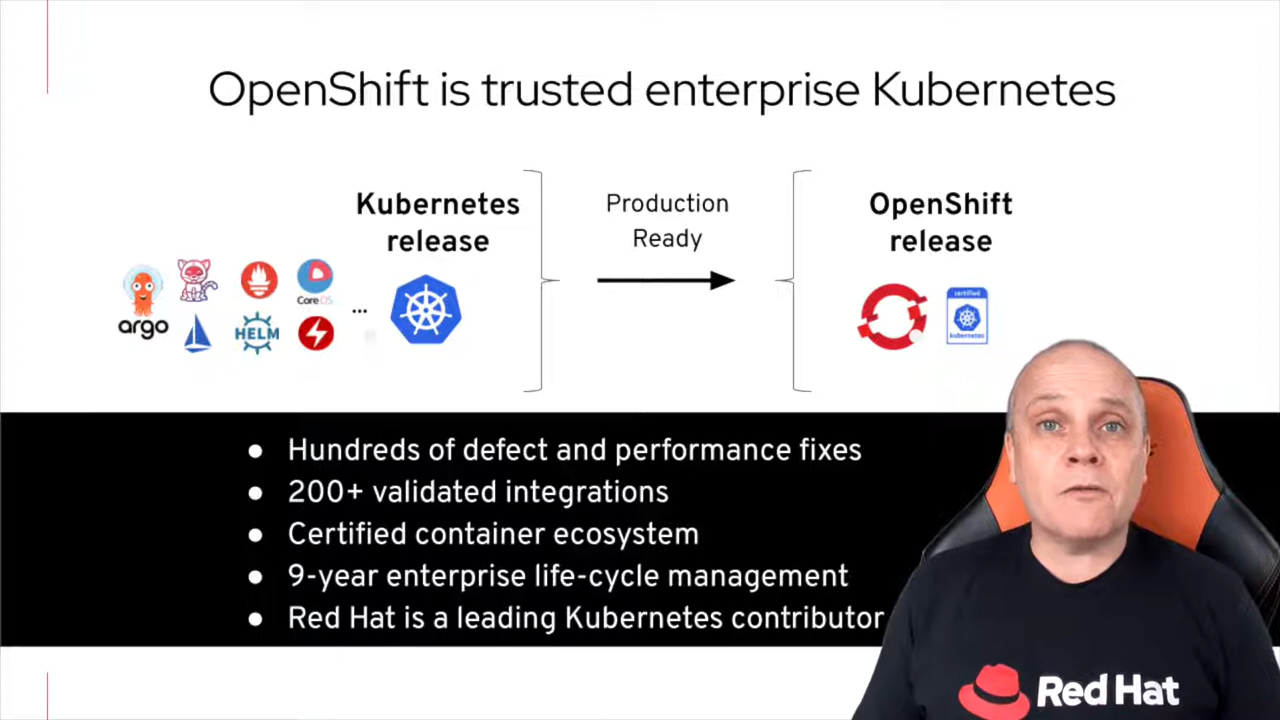 OpenShift is trusted enterprise Kubernetes
Kubernetes
release
Production
Ready
OpenShift
release
argo
HELM
Core OS
...
certified
kubernetes
● Hundreds of defect and performance fixes
● 200+ validated integrations
● Certified container ecosystem
● 9-year enterprise life-cycle management
● Red Hat is a leading Kubernetes contributor
Red Hat